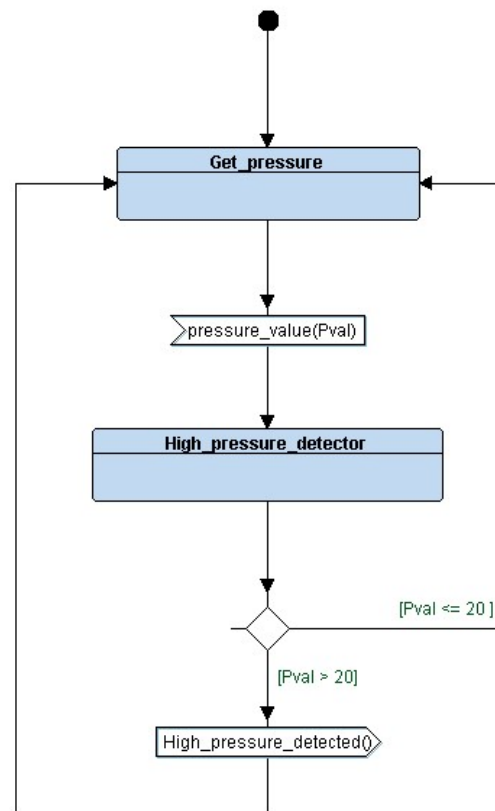 Get_pressure
pressure_value(Pval)
High_pressure_detector
[Pval <= 20 ]
[Pval > 20]
High_pressure_detected()